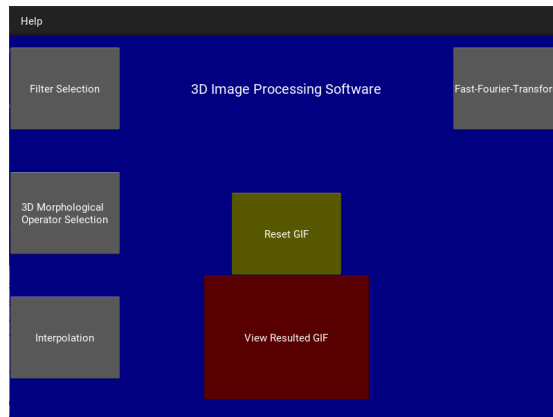 Help
Filter Selection
3D Image Processing Software
Fast-Fourier-Transfor
3D Morphological
Operator Selection
Reset GIF
Interpolation
View Resulted GIF